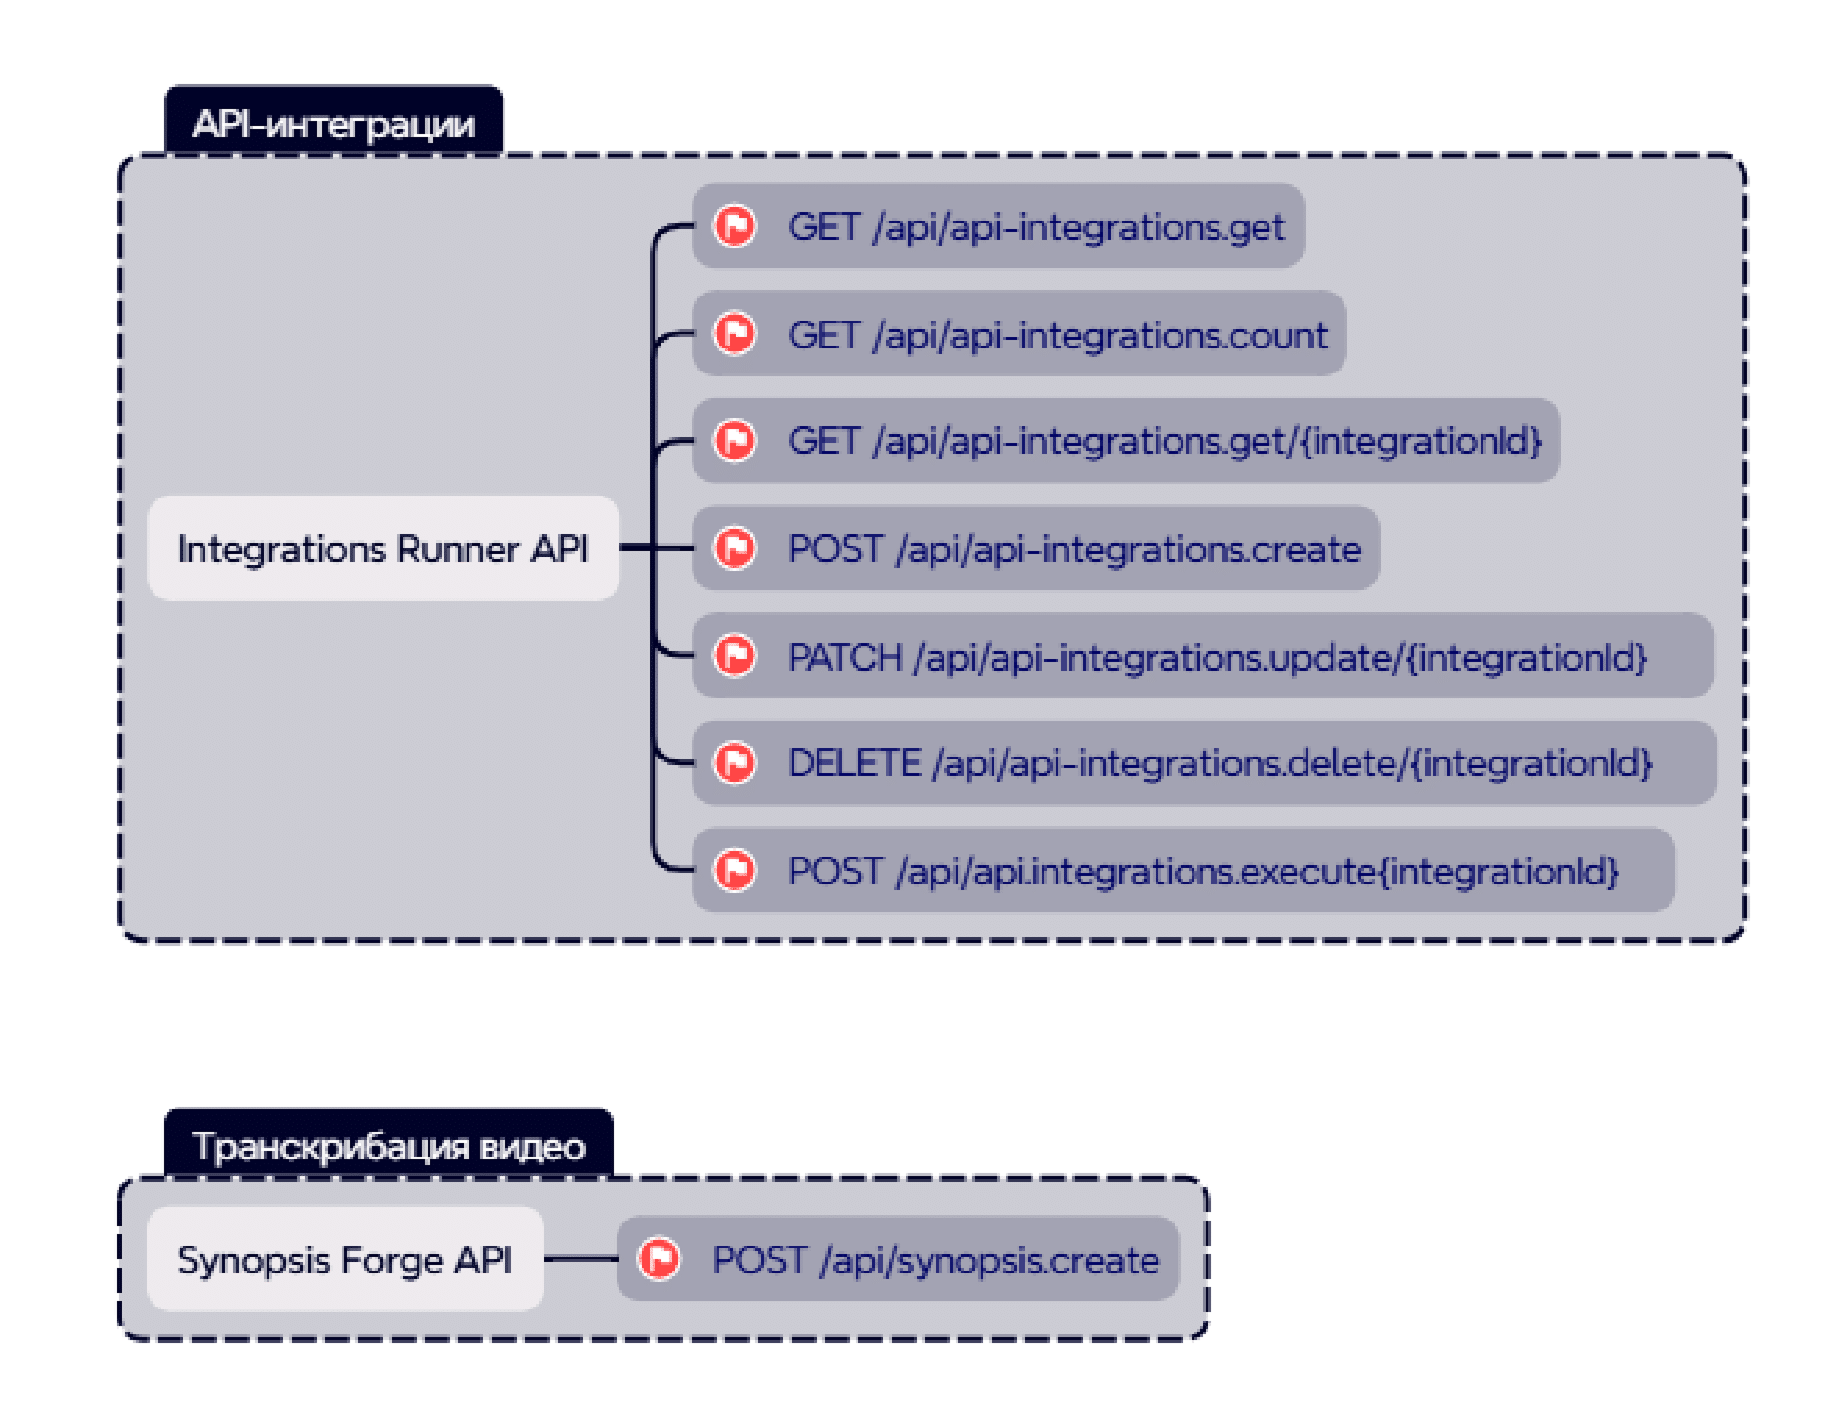 API-интеграции
GET /api/api-integrations.get
GET /api/api-integrations.count
GET /api/api-integrations.get/{integrationId}
Integrations Runner API
POST /api/api-integrations.create
PATCH /api/api-integrations.update/{integrationId}
DELETE /api/api-integrations.delete/{integrationId}
POST /api/api.integrations.execute{integrationId}
Транскрибация видео
Synopsis Forge API
POST /api/synopsis.create